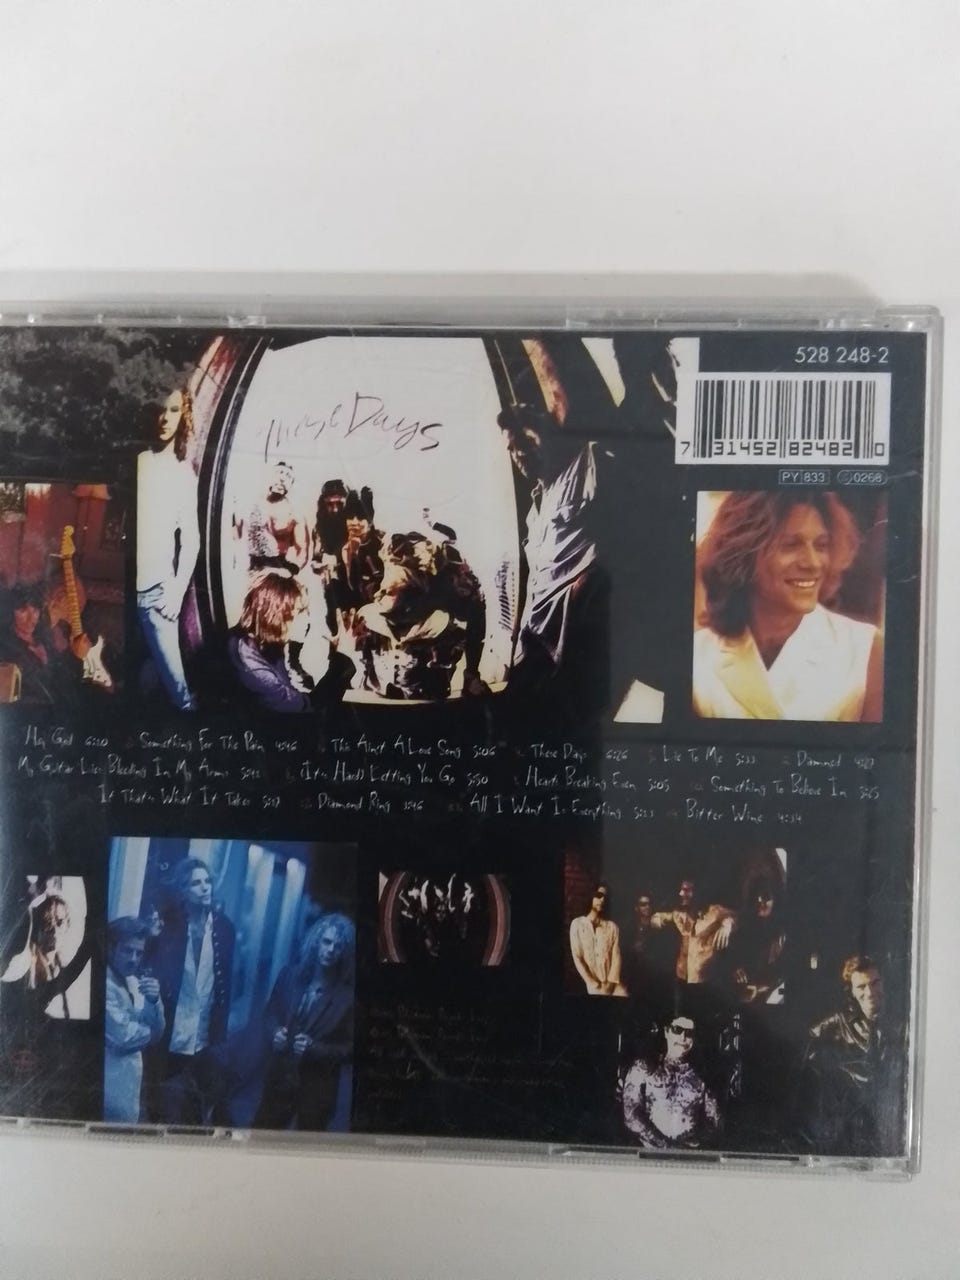 528 248-2
7 31452 82482 0
PY 833 0268
These Days
Hey God 6:10 Something For The Pain 4:46 This Ain't A Love Song 5:06 These Days 6:26 Lie To Me 5:33 Damned 4:27
My Guitar Lies Bleeding In My Arms 5:41 (It's Hard) Letting You Go 5:50 Hearts Breaking Even 5:05 Something To Believe In 5:25
If That's What It Takes 5:17 Diamond Ring 3:46 All I Want Is Everything 5:23 Bitter Wine 4:34